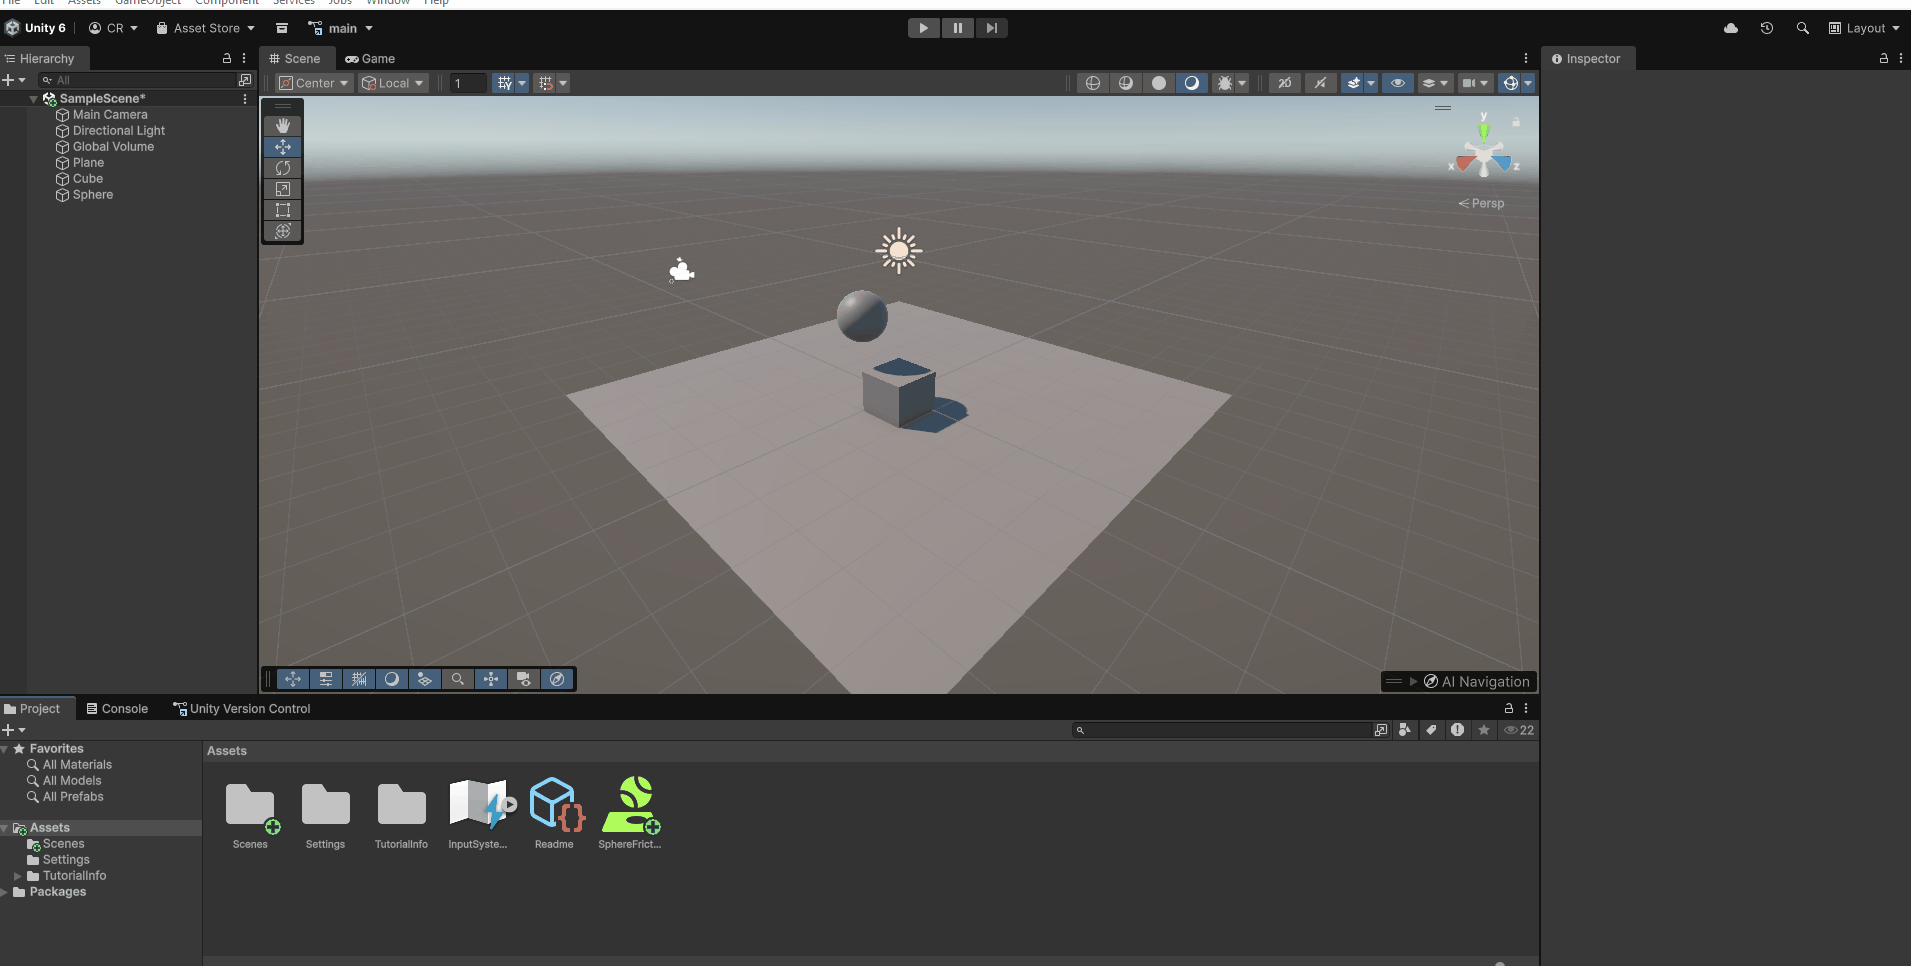 File Edit Assets GameObject Component Services Jobs Window Help
Unity 6 CR Asset Store main Layout
Hierarchy
All
SampleScene*
Main Camera
Directional Light
Global Volume
Plane
Cube
Sphere
Scene Game
Center Local 1 2D
y
x z
Persp
AI Navigation
Inspector
Project Console Unity Version Control
22
Favorites
All Materials
All Models
All Prefabs
Assets
Scenes
Settings
TutorialInfo
Packages
Assets
Scenes Settings TutorialInfo InputSyste... Readme SphereFrict...